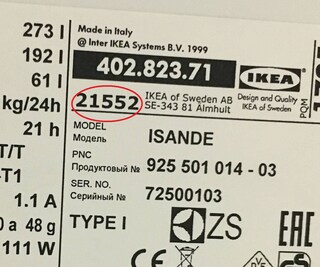 273 l
192 l
61 l
kg/24h
21 h
T/T
-T1
1.1 A
0 a 48 g
111 W
Made in Italy
@ Inter IKEA Systems B.V. 1999
402.823.71
IKEA
21552
IKEA of Sweden AB
SE-343 81 Älmhult
Design and Quality
IKEA of Sweden
PQM
MODEL
Модель
ISANDE
PNC
Продуктовый №
925 501 014 - 03
SER. NO.
Серийный №
72500103
TYPE I
ZS
EAC
CE